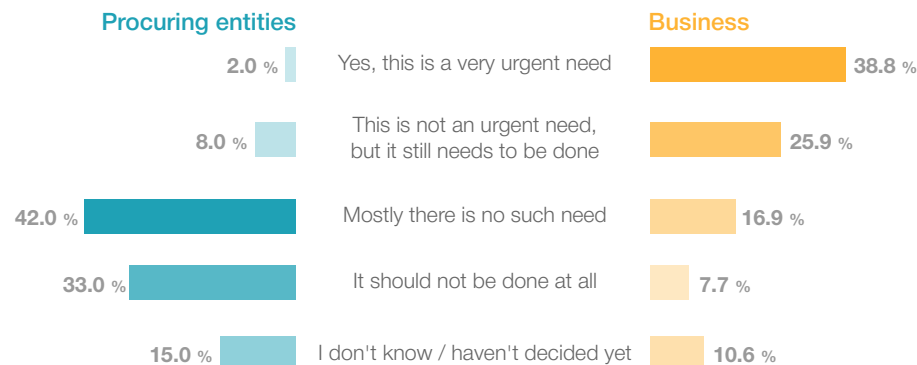 Procuring entities Business
2.0 % Yes, this is a very urgent need 38.8 %
This is not an urgent need,
8.0 % but it still needs to be done 25.9 %
42.0 % Mostly there is no such need 16.9 %
33.0 % It should not be done at all 7.7 %
15.0 % I don't know / haven't decided yet 10.6 %